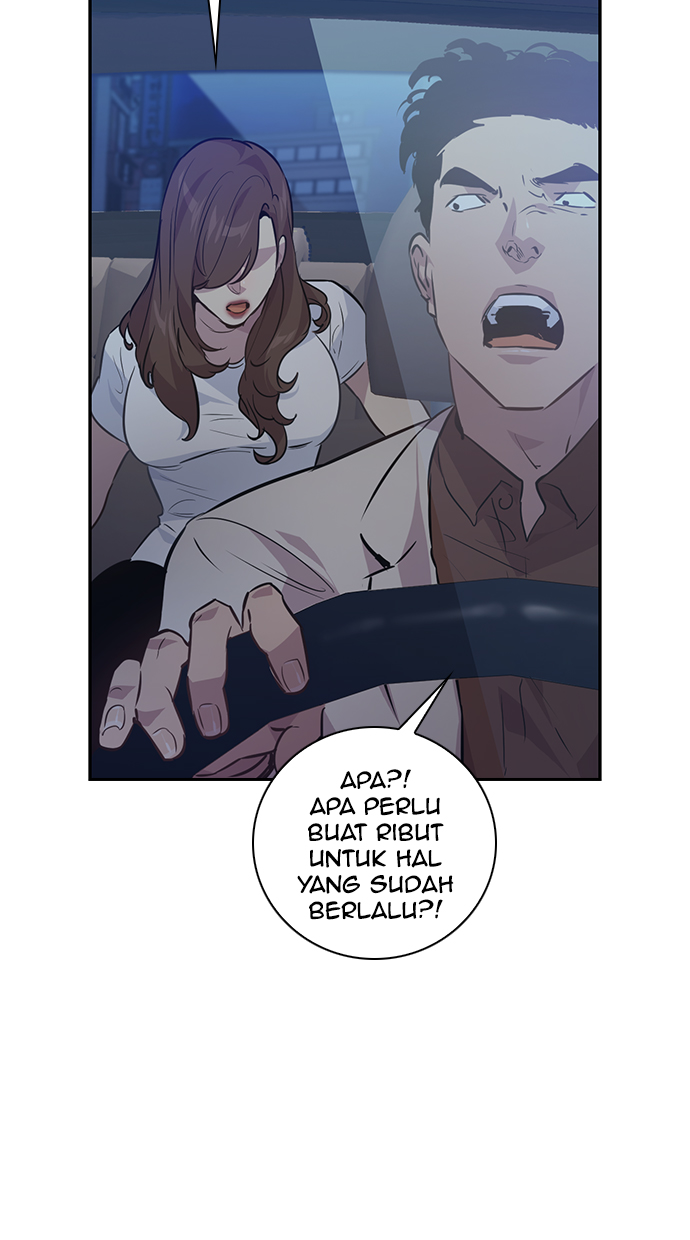 APA?!
APA PERLU
BUAT RIBUT
UNTUK HAL
YANG SUDAH
BERLALU?!